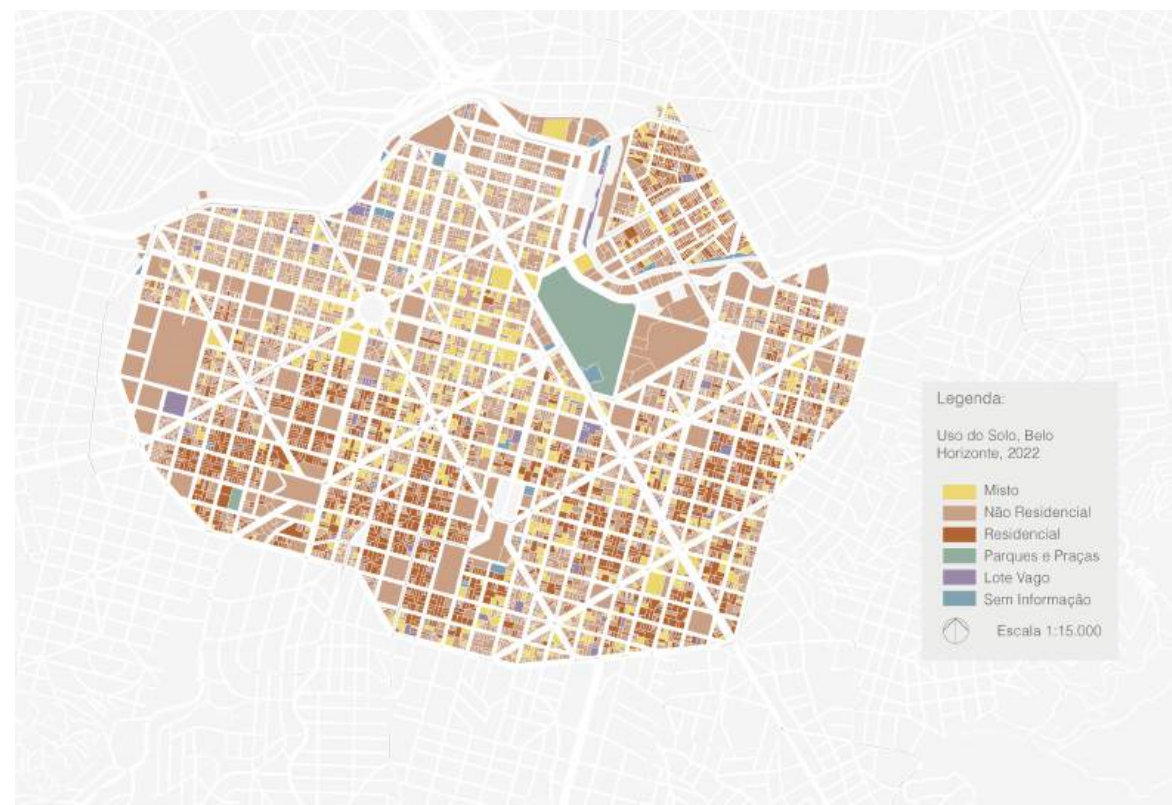 Legenda:
Uso do Solo, Belo
Horizonte, 2022
Misto
Não Residencial
Residencial
Parques e Praças
Lote Vago
Sem Informação
Escala 1:15.000